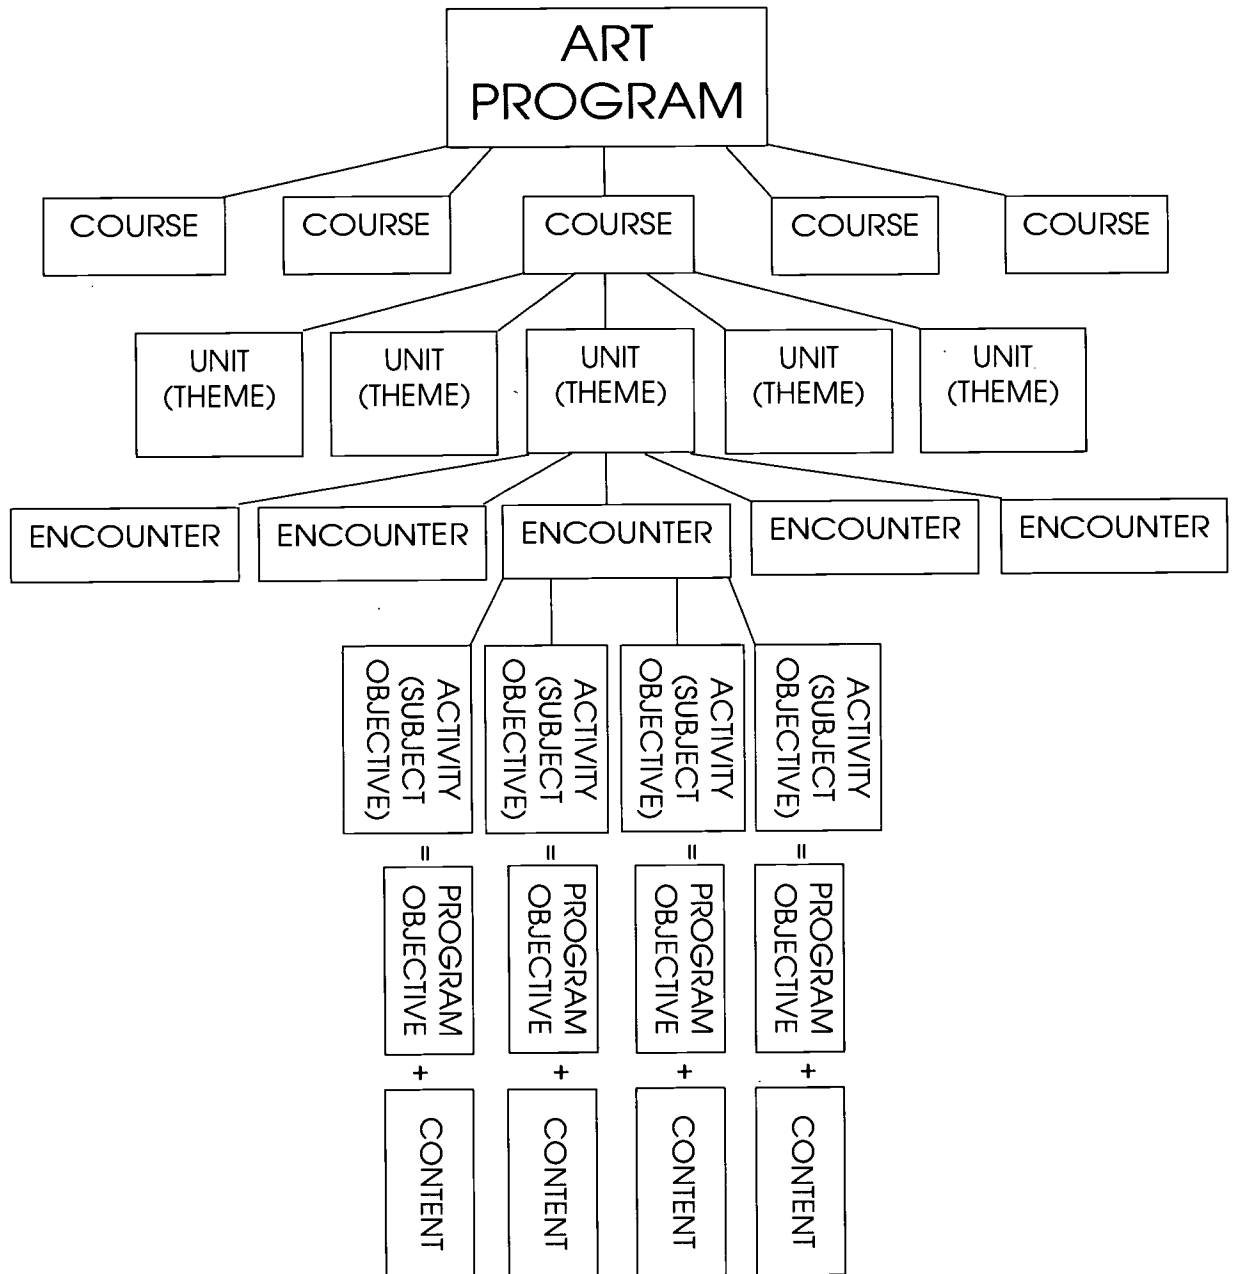 ART
PROGRAM
COURSE COURSE COURSE COURSE COURSE
UNIT UNIT UNIT UNIT UNIT
(THEME) (THEME) (THEME) (THEME) (THEME)
ENCOUNTER ENCOUNTER ENCOUNTER ENCOUNTER ENCOUNTER
ACTIVITY
(SUBJECT
OBJECTIVE)
ACTIVITY
(SUBJECT
OBJECTIVE)
ACTIVITY
(SUBJECT
OBJECTIVE)
ACTIVITY
(SUBJECT
OBJECTIVE)
= = = =
PROGRAM
OBJECTIVE
PROGRAM
OBJECTIVE
PROGRAM
OBJECTIVE
PROGRAM
OBJECTIVE
+ + + +
CONTENT
CONTENT
CONTENT
CONTENT